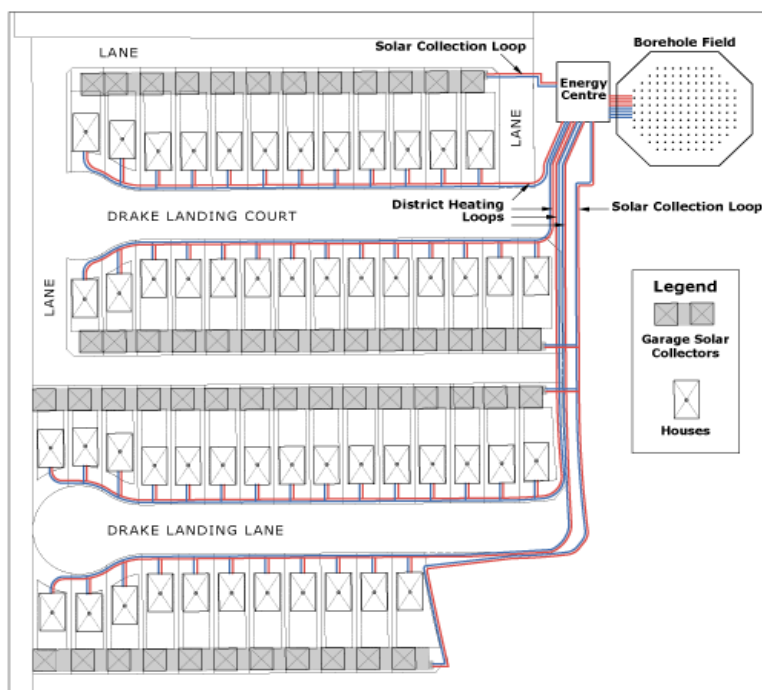 LANE
Solar Collection Loop
Borehole Field
Energy
Centre
LANE
District Heating
Loops
Solar Collection Loop
DRAKE LANDING COURT
LANE
Legend
Garage Solar
Collectors
Houses
DRAKE LANDING LANE